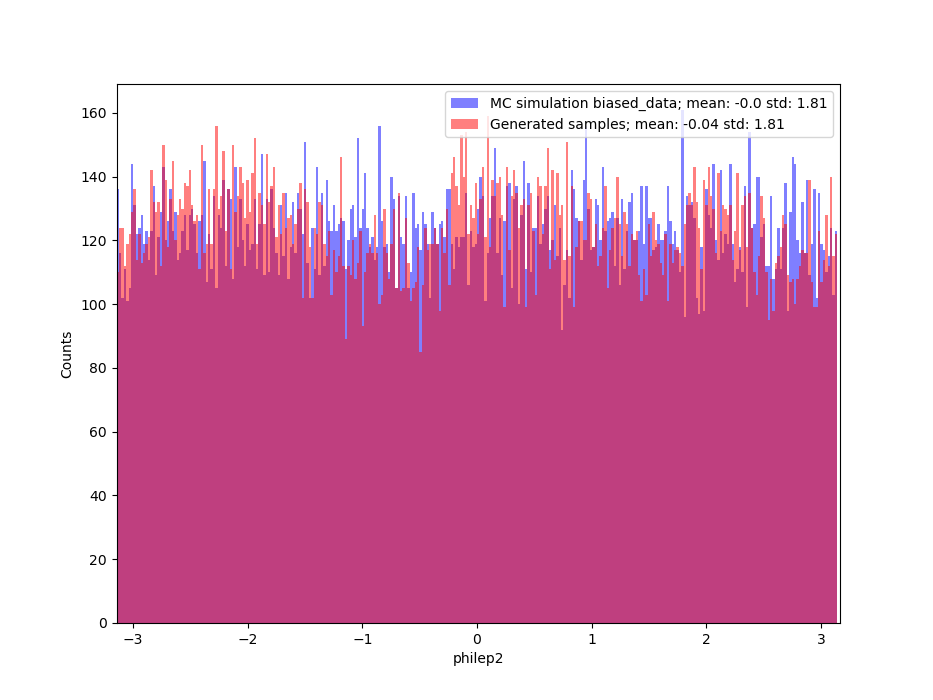 MC simulation biased_data; mean: -0.0 std: 1.81
Generated samples; mean: -0.04 std: 1.81
160
140
120
100
80
60
40
20
0
Counts
−3 −2 −1 0 1 2 3
philep2